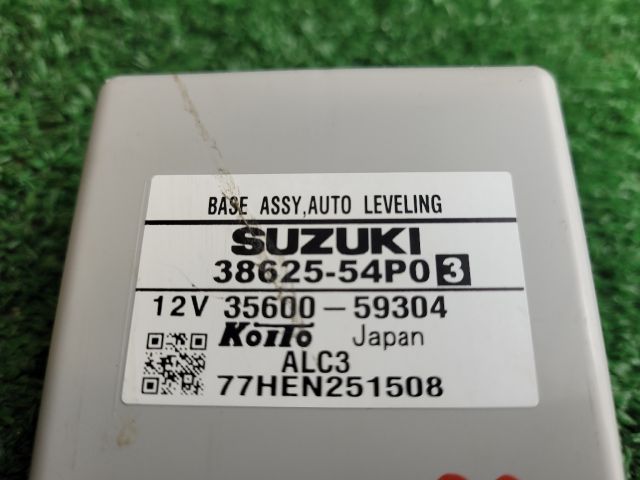 BASE ASSY,AUTO LEVELING
SUZUKI
38625-54P0 3
12V 35600-59304
Koito Japan
ALC3
77HEN251508